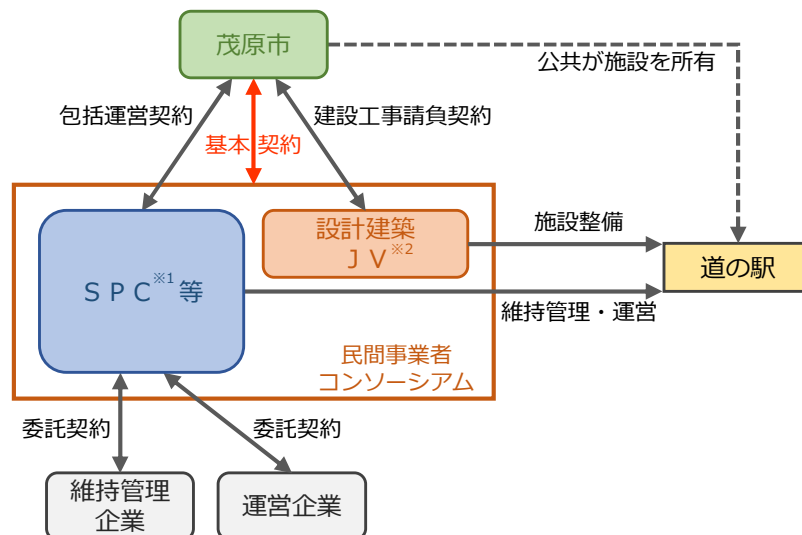 茂原市
公共が施設を所有
包括運営契約
建設工事請負契約
基本契約
設計建築
ＪＶ※2
施設整備
ＳＰＣ※1等
道の駅
維持管理・運営
民間事業者
コンソーシアム
委託契約
委託契約
維持管理
企業
運営企業